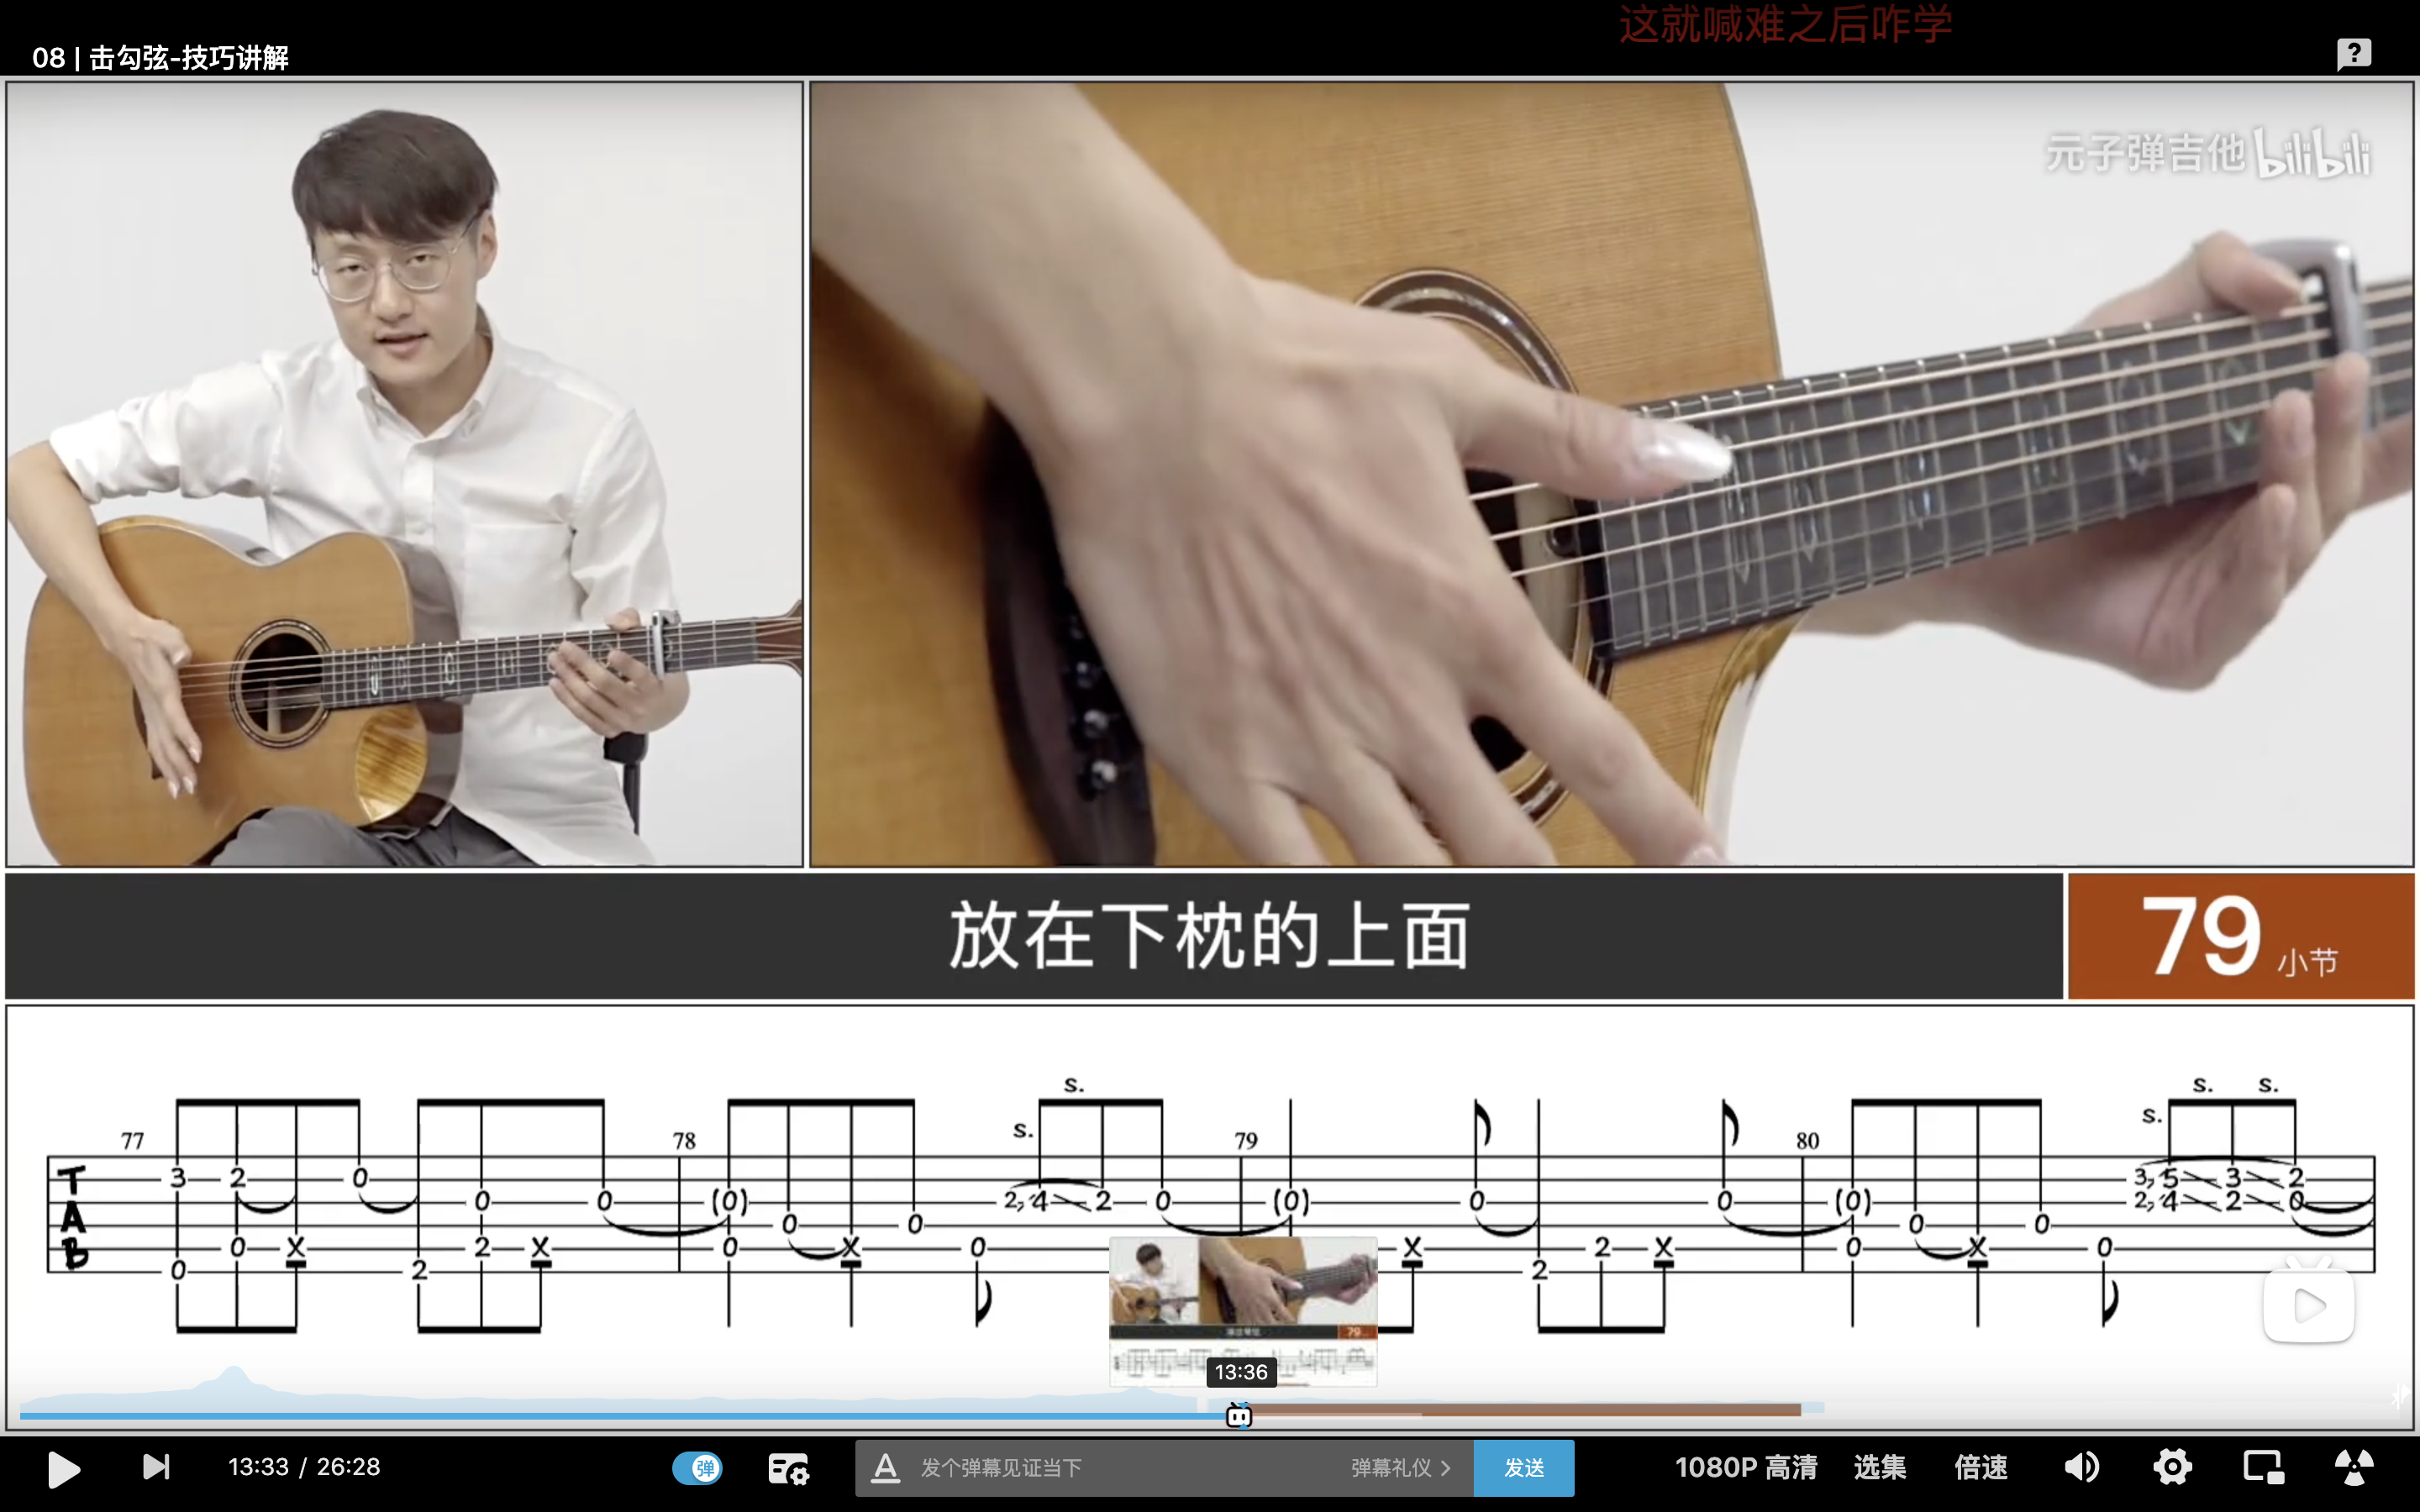 这就喊难之后咋学
08 | 击勾弦-技巧讲解
?
元子弹吉他 bilibili
放在下枕的上面
79 小节
s. s. s.
s. s.
77 78 79 80
T 3 2 0 3 5 3 2
A 0 0 (0) 2 4 2 0 (0) 0 0 (0) 2 4 2 0
0 0 0 0
B 0 X 2 X 0 X 0 X 2 X 0 X 0
0 2 2
79
13:36
13:33 / 26:28
弹
A 发个弹幕见证当下 弹幕礼仪 > 发送
1080P 高清 选集 倍速